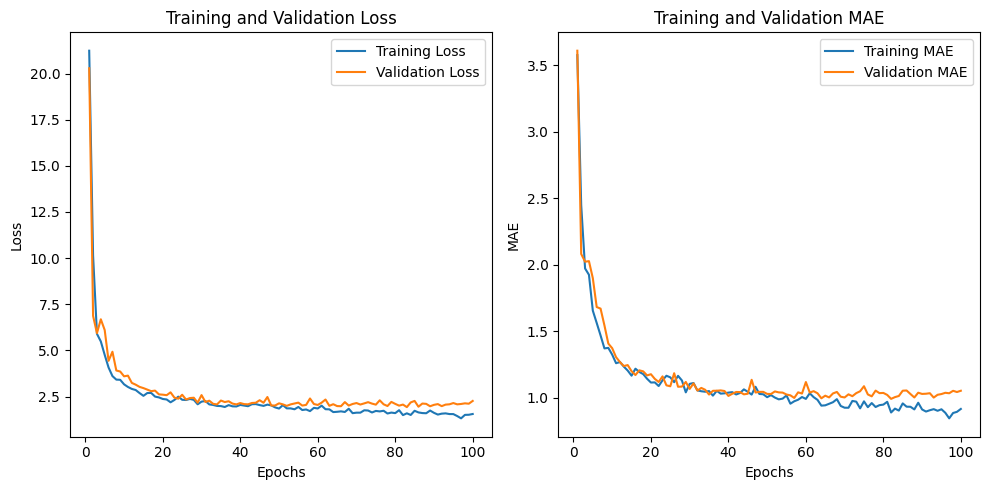 Training and Validation Loss
Training Loss
Validation Loss
20.0
17.5
15.0
12.5
10.0
7.5
5.0
2.5
0
20
40
60
80
100
Loss
Epochs
Training and Validation MAE
Training MAE
Validation MAE
3.5
3.0
2.5
2.0
1.5
1.0
0
20
40
60
80
100
MAE
Epochs